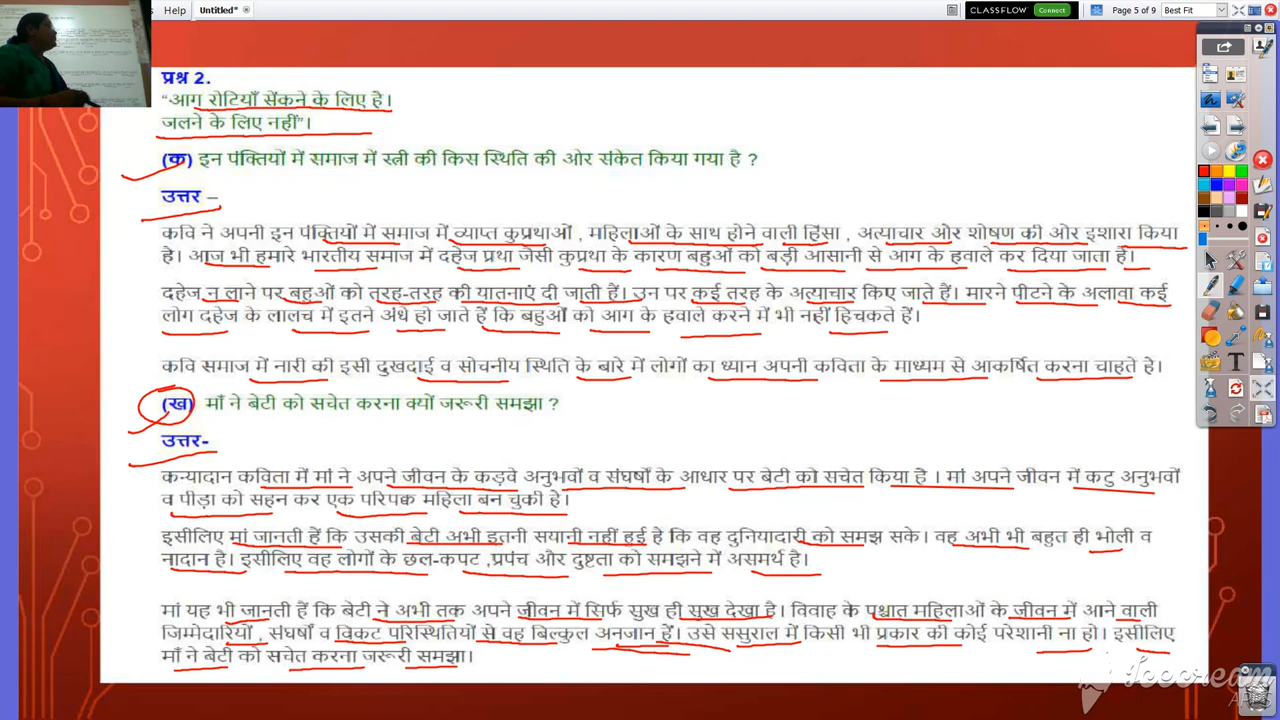 History
Help
Untitled*
CLASSFLOW Connect
Page 5 of 9
Best Fit
प्रश्न 2.
“आग रोटियाँ सेंकने के लिए है।
जलने के लिए नहीं”।
(क) इन पंक्तियों में समाज में स्त्री की किस स्थिति की ओर संकेत किया गया है ?
उत्तर –
कवि ने अपनी इन पंक्तियों में समाज में व्याप्त कुप्रथाओं , महिलाओं के साथ होने वाली हिंसा , अत्याचार और शोषण की ओर इशारा किया
है। आज भी हमारे भारतीय समाज में दहेज प्रथा जैसी कुप्रथा के कारण बहुओं को बड़ी आसानी से आग के हवाले कर दिया जाता है।
दहेज न लाने पर बहुओं को तरह-तरह की यातनाएं दी जाती हैं। उन पर कई तरह के अत्याचार किए जाते हैं। मारने पीटने के अलावा कई
लोग दहेज के लालच में इतने अंधे हो जाते हैं कि बहुओं को आग के हवाले करने में भी नहीं हिचकते हैं।
कवि समाज में नारी की इसी दुखदाई व सोचनीय स्थिति के बारे में लोगों का ध्यान अपनी कविता के माध्यम से आकर्षित करना चाहते है।
(ख) माँ ने बेटी को सचेत करना क्यों जरूरी समझा ?
उत्तर-
कन्यादान कविता में मां ने अपने जीवन के कड़वे अनुभवों व संघर्षों के आधार पर बेटी को सचेत किया है । मां अपने जीवन में कटु अनुभवों
व पीड़ा को सहन कर एक परिपक्व महिला बन चुकी है।
इसीलिए मां जानती हैं कि उसकी बेटी अभी इतनी सयानी नहीं हुई है कि वह दुनियादारी को समझ सके। वह अभी भी बहुत ही भोली व
नादान है। इसीलिए वह लोगों के छल-कपट ,प्रपंच और दुष्टता को समझने में असमर्थ है।
मां यह भी जानती हैं कि बेटी ने अभी तक अपने जीवन में सिर्फ सुख ही सुख देखा है। विवाह के पश्चात महिलाओं के जीवन में आने वाली
जिम्मेदारियों , संघर्षों व विकट परिस्थितियों से वह बिल्कुल अनजान हैं। उसे ससुराल में किसी भी प्रकार की कोई परेशानी ना हो। इसीलिए
माँ ने बेटी को सचेत करना जरूरी समझा।
Icecream
APPS